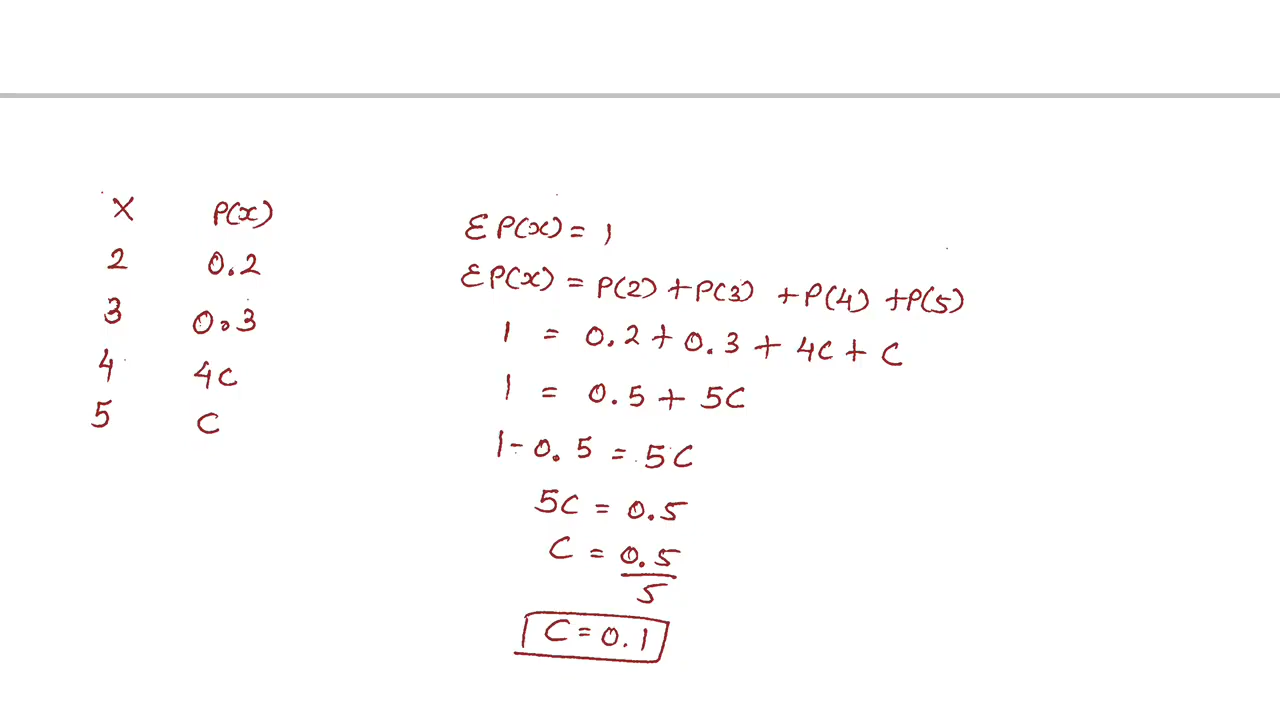 X P(x)
2 0.2
3 0.3
4 4C
5 C
ΣP(x) = 1
ΣP(x) = P(2) + P(3) + P(4) + P(5)
1 = 0.2 + 0.3 + 4C + C
1 = 0.5 + 5C
1 - 0.5 = 5C
5C = 0.5
C = 0.5
5
C = 0.1